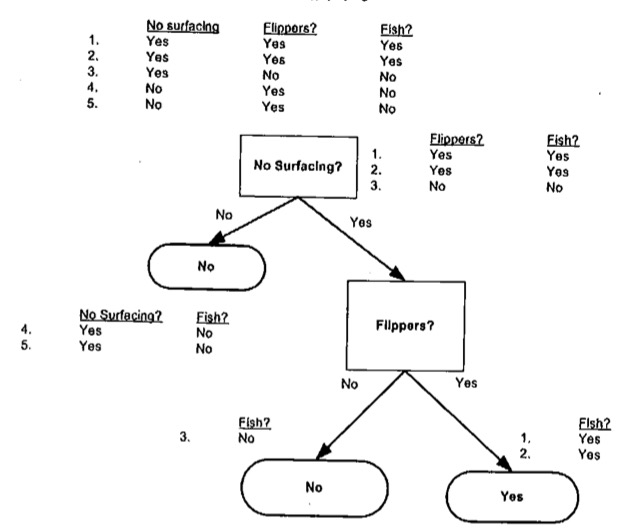 No surfacing Flippers? Fish?
1. Yes Yes Yes
2. Yes Yes Yes
3. Yes No No
4. No Yes No
5. No Yes No
Flippers? Fish?
1. Yes Yes
2. Yes Yes
3. No No
No Surfacing?
No Yes
No
No Surfacing? Fish?
4. Yes No
5. Yes No
Flippers?
No Yes
Fish?
3. No
Fish?
1. Yes
2. Yes
No
Yes